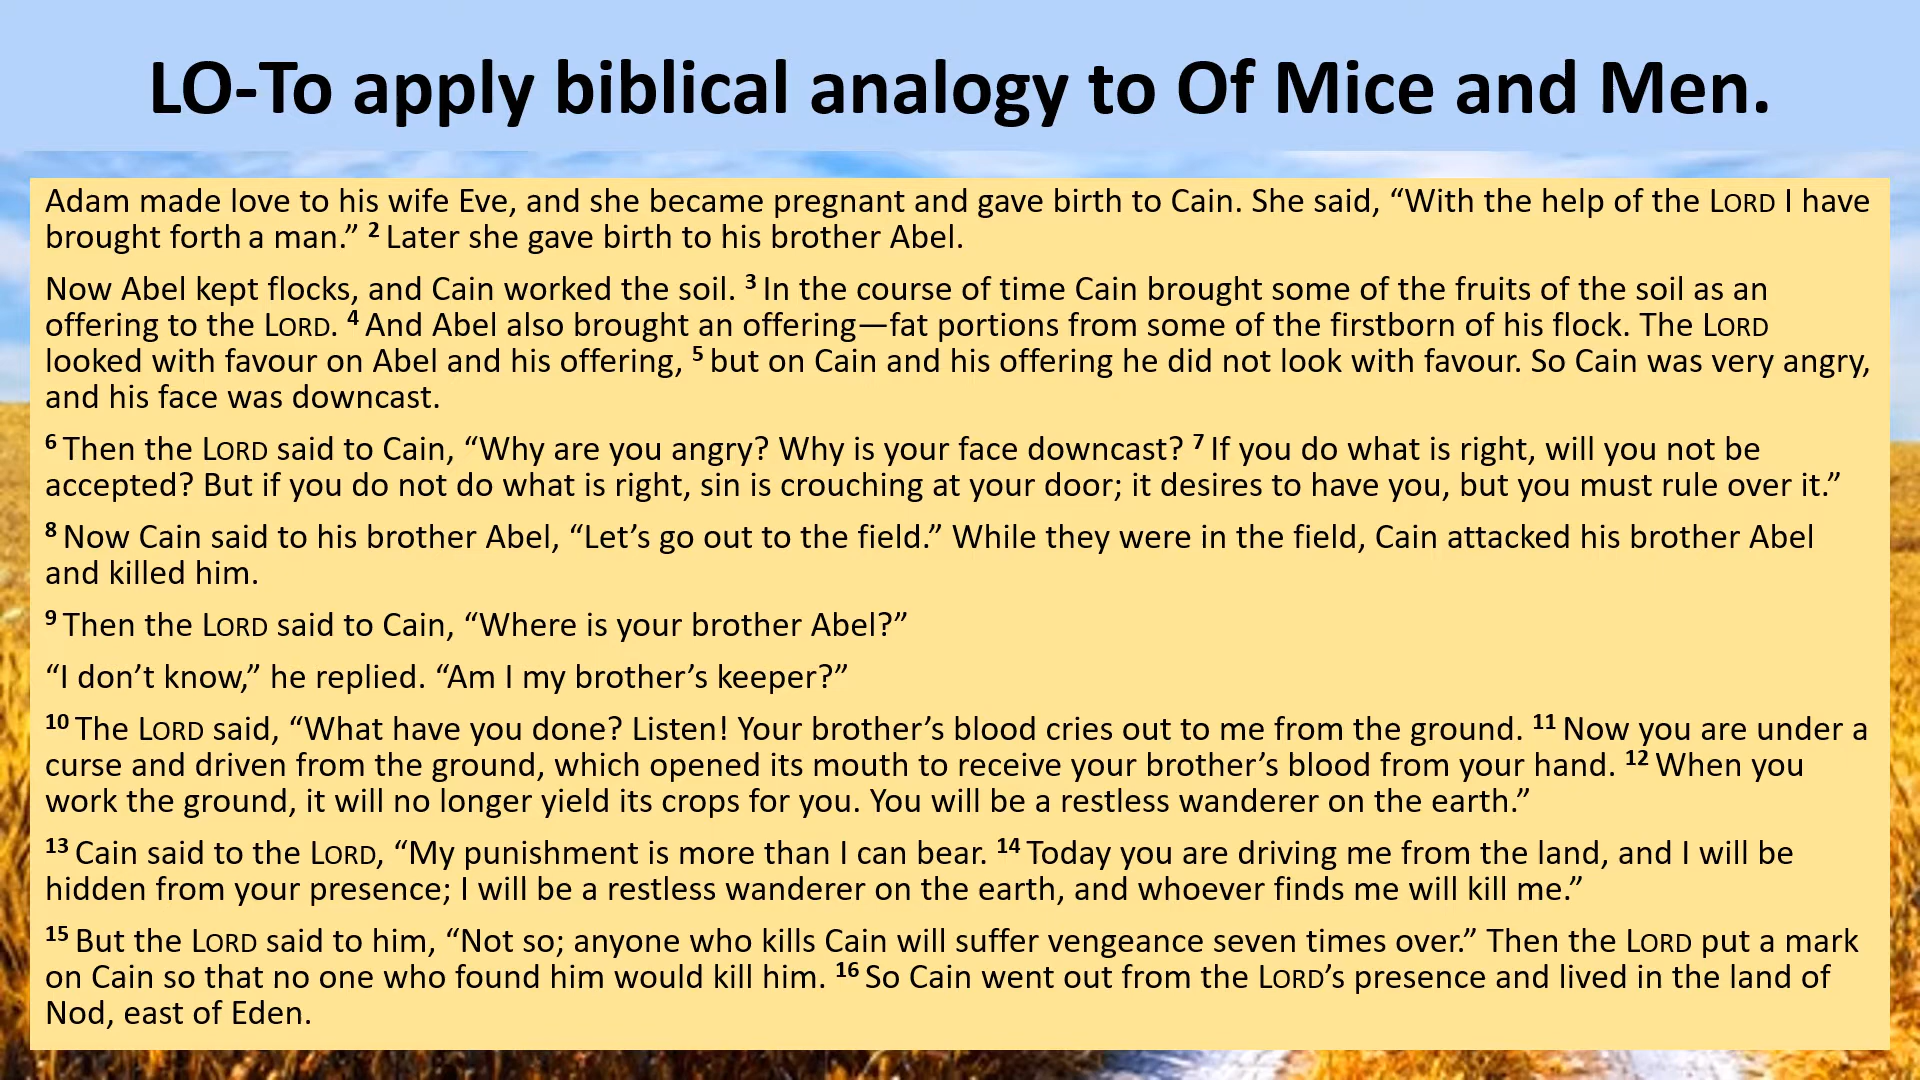 LO-To apply biblical analogy to Of Mice and Men.
Adam made love to his wife Eve, and she became pregnant and gave birth to Cain. She said, “With the help of the LORD I have
brought forth a man.” 2 Later she gave birth to his brother Abel.
Now Abel kept flocks, and Cain worked the soil. 3 In the course of time Cain brought some of the fruits of the soil as an
offering to the LORD. 4 And Abel also brought an offering—fat portions from some of the firstborn of his flock. The LORD
looked with favour on Abel and his offering, 5 but on Cain and his offering he did not look with favour. So Cain was very angry,
and his face was downcast.
6 Then the LORD said to Cain, “Why are you angry? Why is your face downcast? 7 If you do what is right, will you not be
accepted? But if you do not do what is right, sin is crouching at your door; it desires to have you, but you must rule over it.”
8 Now Cain said to his brother Abel, “Let’s go out to the field.” While they were in the field, Cain attacked his brother Abel
and killed him.
9 Then the LORD said to Cain, “Where is your brother Abel?”
“I don’t know,” he replied. “Am I my brother’s keeper?”
10 The LORD said, “What have you done? Listen! Your brother’s blood cries out to me from the ground. 11 Now you are under a
curse and driven from the ground, which opened its mouth to receive your brother’s blood from your hand. 12 When you
work the ground, it will no longer yield its crops for you. You will be a restless wanderer on the earth.”
13 Cain said to the LORD, “My punishment is more than I can bear. 14 Today you are driving me from the land, and I will be
hidden from your presence; I will be a restless wanderer on the earth, and whoever finds me will kill me.”
15 But the LORD said to him, “Not so; anyone who kills Cain will suffer vengeance seven times over.” Then the LORD put a mark
on Cain so that no one who found him would kill him. 16 So Cain went out from the LORD’s presence and lived in the land of
Nod, east of Eden.